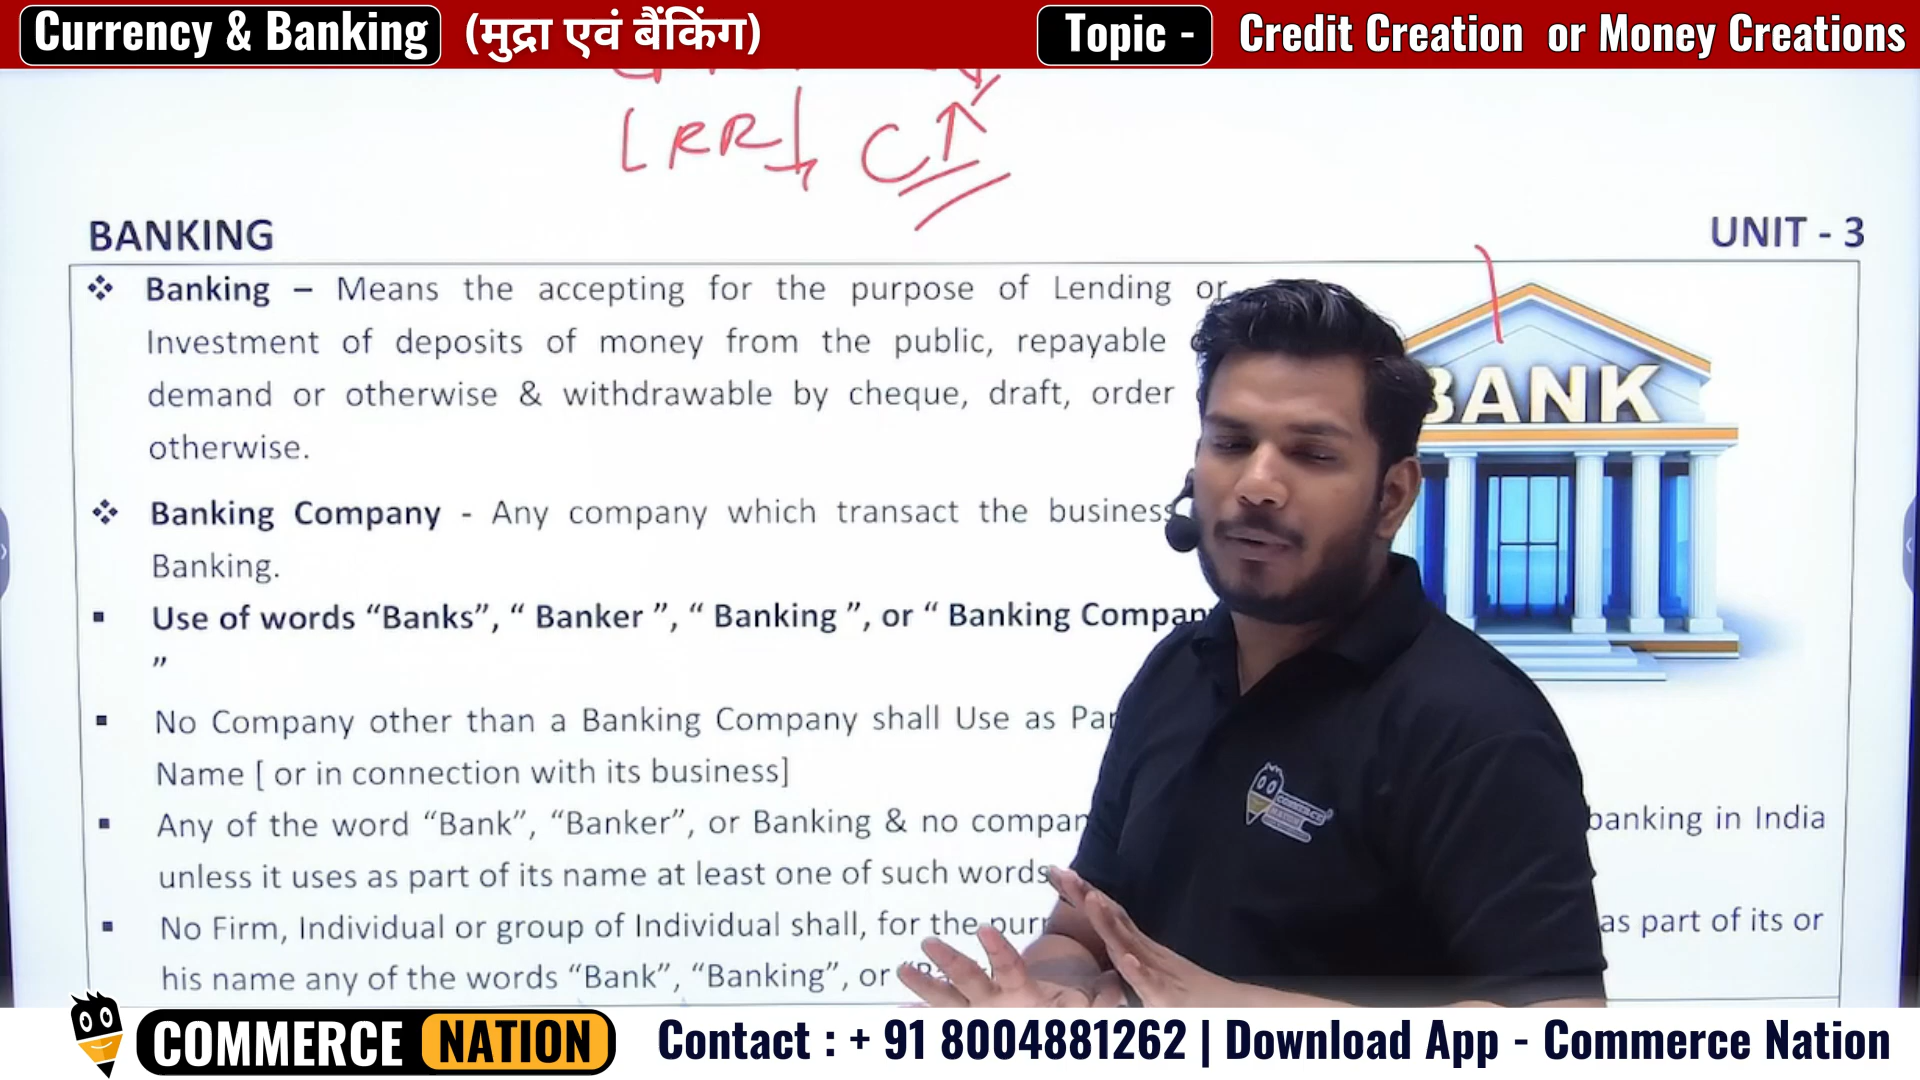 Currency & Banking (मुद्रा एवं बैंकिंग) Topic - Credit Creation or Money Creations
[RR] C↑
BANKING UNIT - 3
❖ Banking – Means the accepting for the purpose of Lending or
Investment of deposits of money from the public, repayable
demand or otherwise & withdrawable by cheque, draft, order
otherwise.
BANK
❖ Banking Company - Any company which transact the business
Banking.
▪ Use of words “Banks”, “ Banker ”, “ Banking ”, or “ Banking Company
”
▪ No Company other than a Banking Company shall Use as
Name [ or in connection with its business]
▪ Any of the word “Bank”, “Banker”, or Banking & no banking in India
unless it uses as part of its name at least one of such words
▪ No Firm, Individual or group of Individual shall, for the as part of its or
his name any of the words “Bank”, “Banking”, or
COMMERCE NATION
COMMERCE NATION Contact : + 91 8004881262 | Download App - Commerce Nation